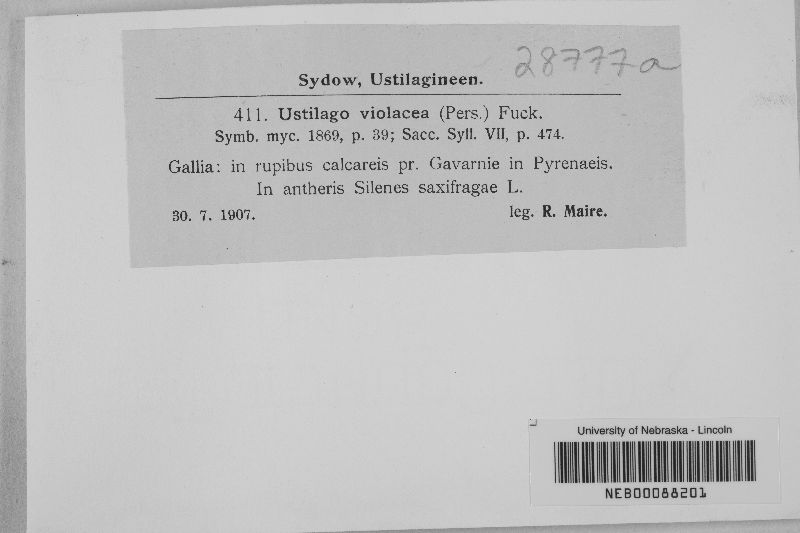 28777a
Sydow, Ustilagineen.
411. Ustilago violacea (Pers.) Fuck.
Symb. myc. 1869, p. 39; Sacc. Syll. VII, p. 474.
Gallia: in rupibus calcareis pr. Gavarnie in Pyrenaeis.
In antheris Silenes saxifragae L.
30. 7. 1907. leg. R. Maire.
University of Nebraska - Lincoln
NEB00088201